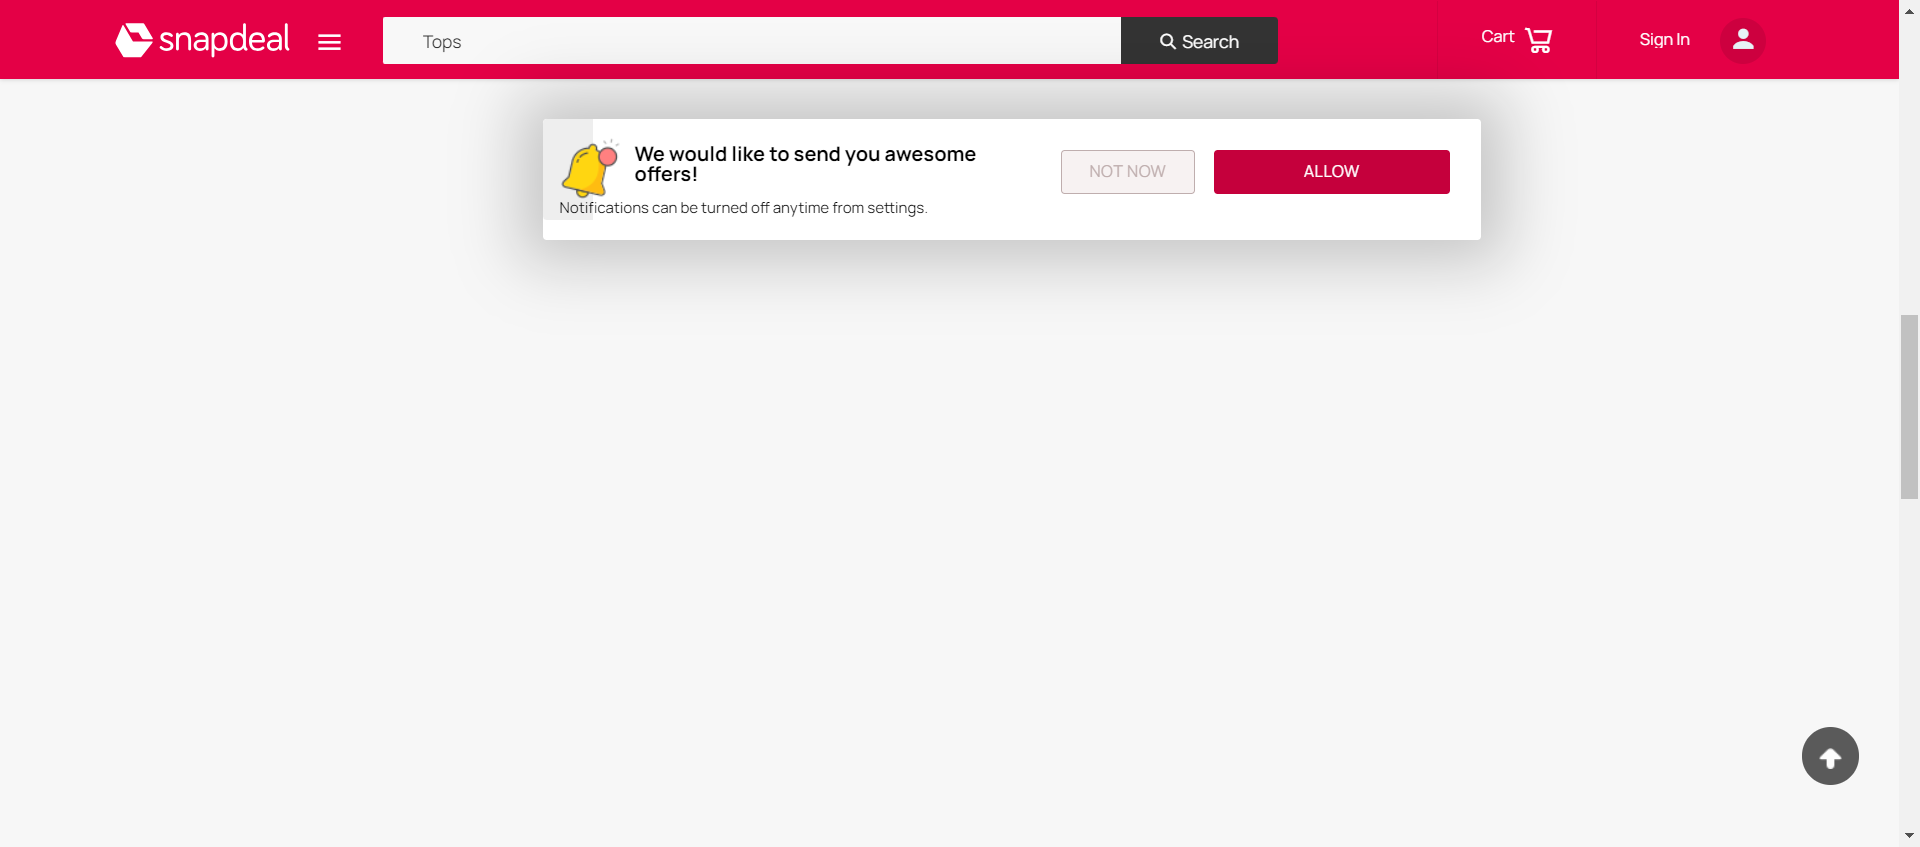 snapdeal
Tops
Search
Cart
Sign In
We would like to send you awesome
offers!
Notifications can be turned off anytime from settings.
NOT NOW
ALLOW